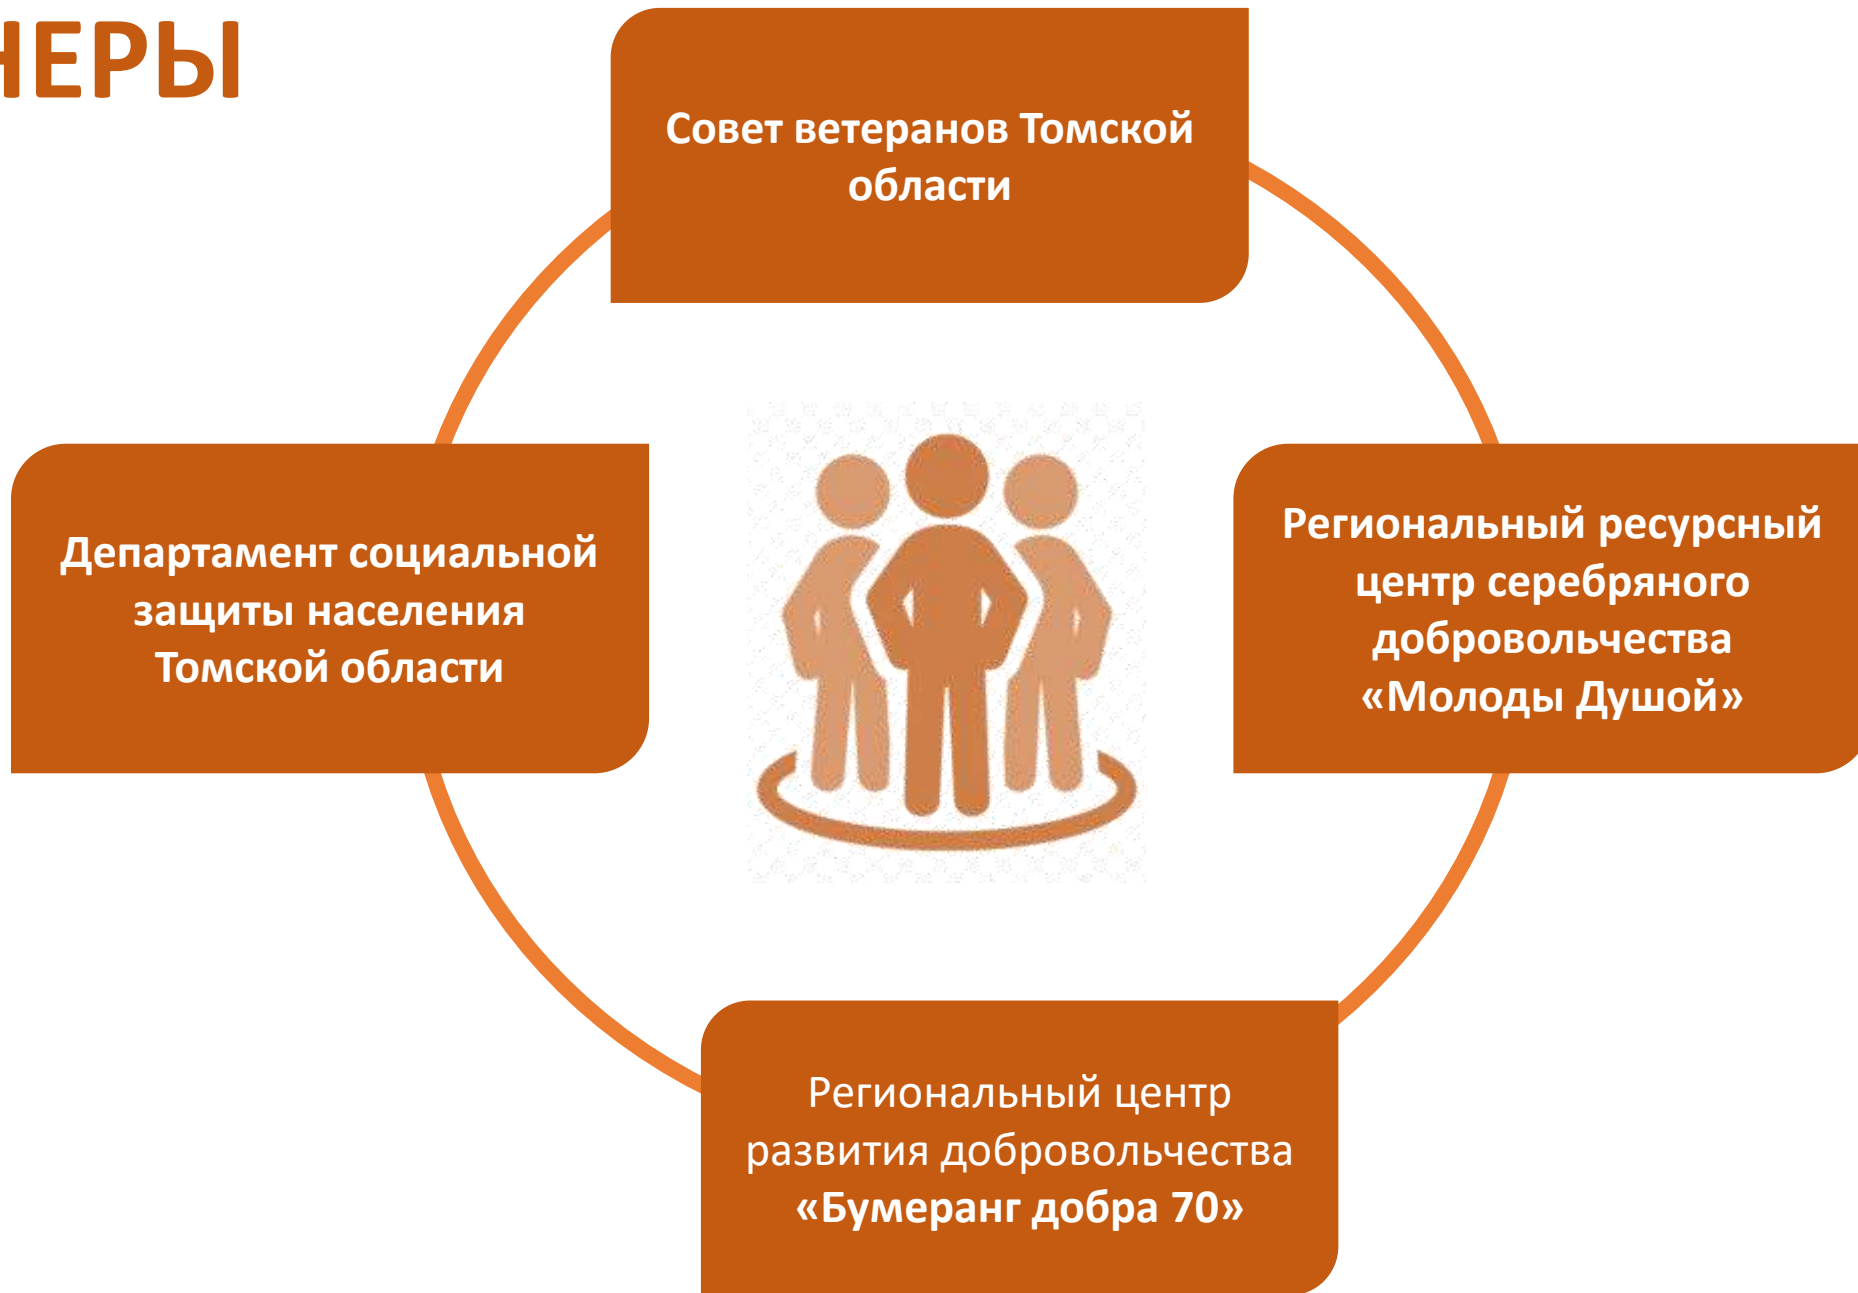 НЕРЫ
Совет ветеранов Томской
области
Департамент социальной
защиты населения
Томской области
Региональный ресурсный
центр серебряного
добровольчества
«Молоды Душой»
Региональный центр
развития добровольчества
«Бумеранг добра 70»